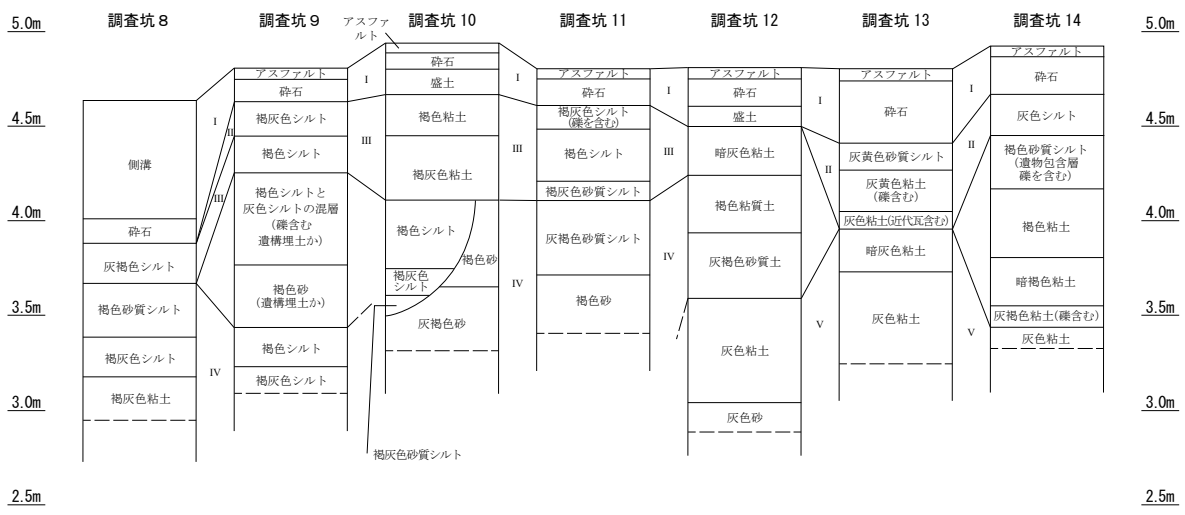 5.0m
4.5m
4.0m
3.5m
3.0m
2.5m
調査坑 8
側溝
砕石
灰褐色シルト
褐色砂質シルト
褐灰色シルト
褐灰色粘土
I
II
III
IV
調査坑 9
アスファルト
砕石
褐灰色シルト
褐色シルト
褐色シルトと
灰色シルトの混層
(礫含む
遺構埋土か)
褐色砂
(遺構埋土か)
褐色シルト
褐灰色シルト
I
III
調査坑 10
アスファ
ルト
砕石
盛土
褐色粘土
褐灰色粘土
褐色シルト
褐色砂
褐灰色
シルト
灰褐色砂
褐灰色砂質シルト
I
III
IV
調査坑 11
アスファルト
砕石
褐灰色シルト
(礫を含む)
褐色シルト
褐灰色砂質シルト
灰褐色砂質シルト
褐色砂
I
III
IV
調査坑 12
アスファルト
砕石
盛土
暗灰色粘土
褐色粘質土
灰褐色砂質土
灰色粘土
灰色砂
I
II
V
調査坑 13
アスファルト
砕石
灰黄色砂質シルト
灰黄色粘土
(礫含む)
灰色粘土(近代瓦含む)
暗灰色粘土
灰色粘土
I
II
V
調査坑 14
アスファルト
砕石
灰色シルト
褐色砂質シルト
(遺物包含層
礫を含む)
褐色粘土
暗褐色粘土
灰褐色粘土(礫含む)
灰色粘土
5.0m
4.5m
4.0m
3.5m
3.0m
2.5m